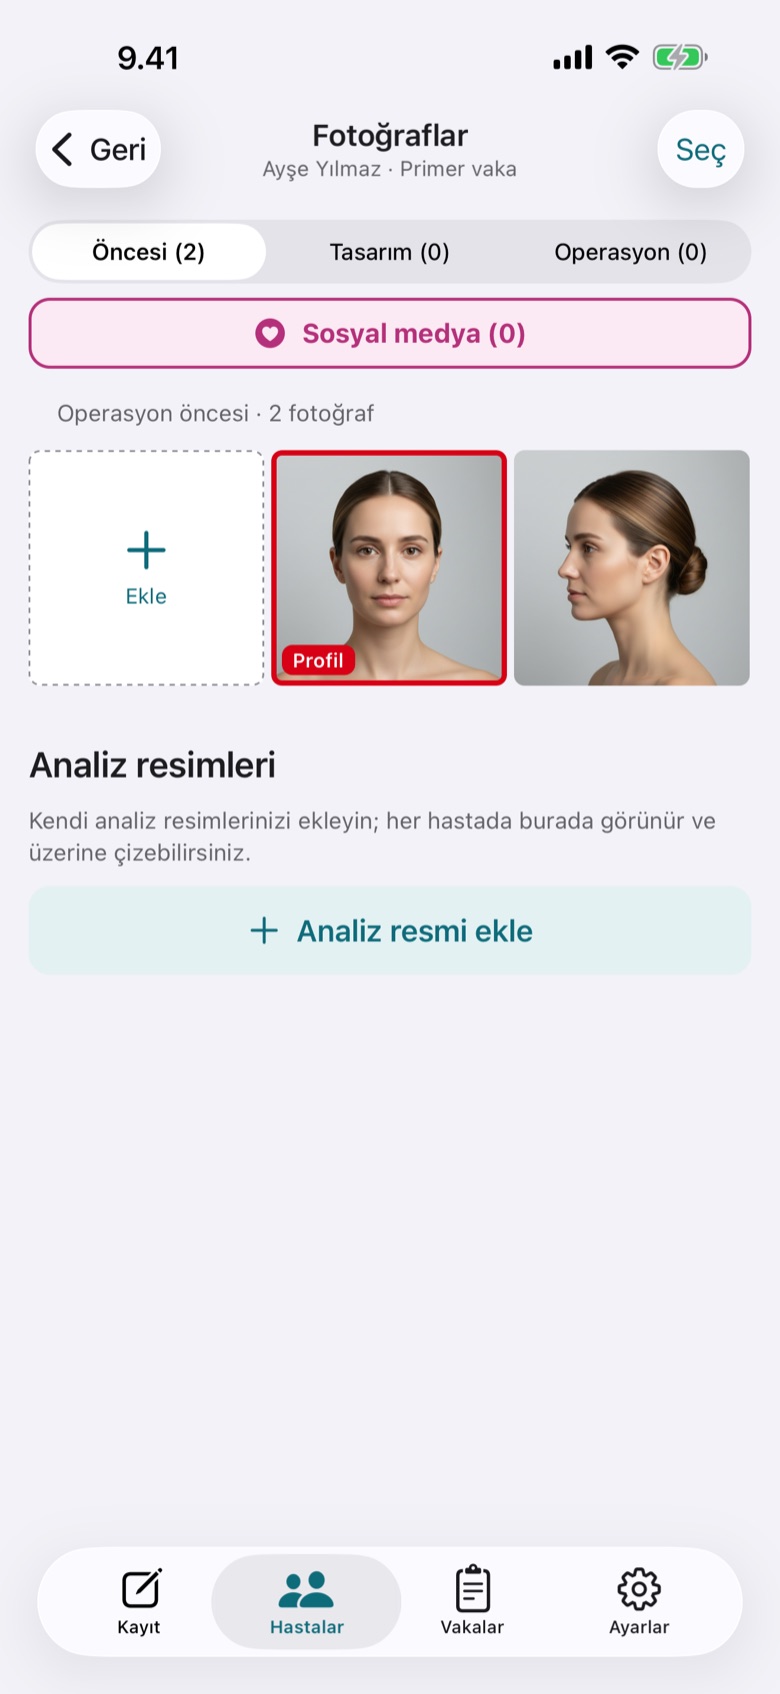 9.41
Geri
Fotoğraflar
Ayşe Yılmaz · Primer vaka
Seç
Öncesi (2)
Tasarım (0)
Operasyon (0)
Sosyal medya (0)
Operasyon öncesi · 2 fotoğraf
Ekle
Profil
Analiz resimleri
Kendi analiz resimlerinizi ekleyin; her hastada burada görünür ve
üzerine çizebilirsiniz.
Analiz resmi ekle
Kayıt
Hastalar
Vakalar
Ayarlar